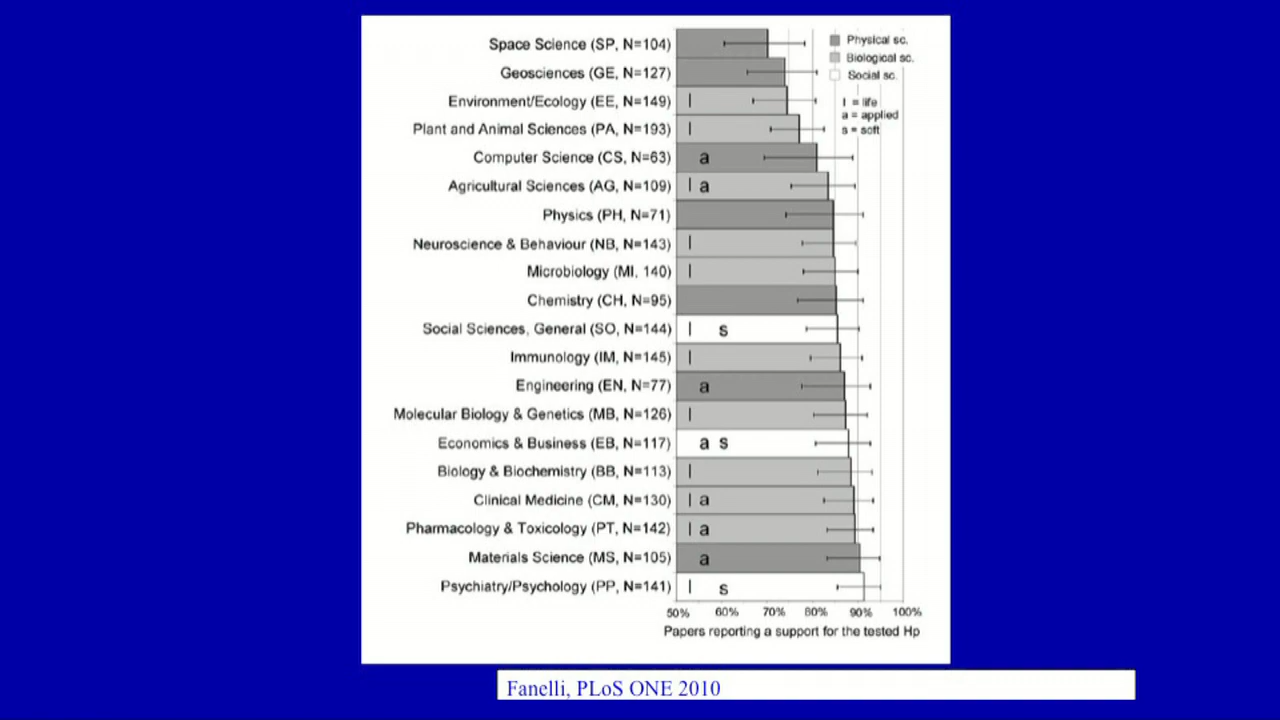 Space Science (SP, N=104)
Geosciences (GE, N=127)
Environment/Ecology (EE, N=149) l
Plant and Animal Sciences (PA, N=193) l
Computer Science (CS, N=63) a
Agricultural Sciences (AG, N=109) l a
Physics (PH, N=71)
Neuroscience & Behaviour (NB, N=143) l
Microbiology (MI, 140) l
Chemistry (CH, N=95)
Social Sciences, General (SO, N=144) l s
Immunology (IM, N=145) l
Engineering (EN, N=77) a
Molecular Biology & Genetics (MB, N=126) l
Economics & Business (EB, N=117) a s
Biology & Biochemistry (BB, N=113) l
Clinical Medicine (CM, N=130) l a
Pharmacology & Toxicology (PT, N=142) l a
Materials Science (MS, N=105) a
Psychiatry/Psychology (PP, N=141) l s
Physical sc.
Biological sc.
Social sc.
l = life
a = applied
s = soft
50% 60% 70% 80% 90% 100%
Papers reporting a support for the tested Hp
Fanelli, PLoS ONE 2010